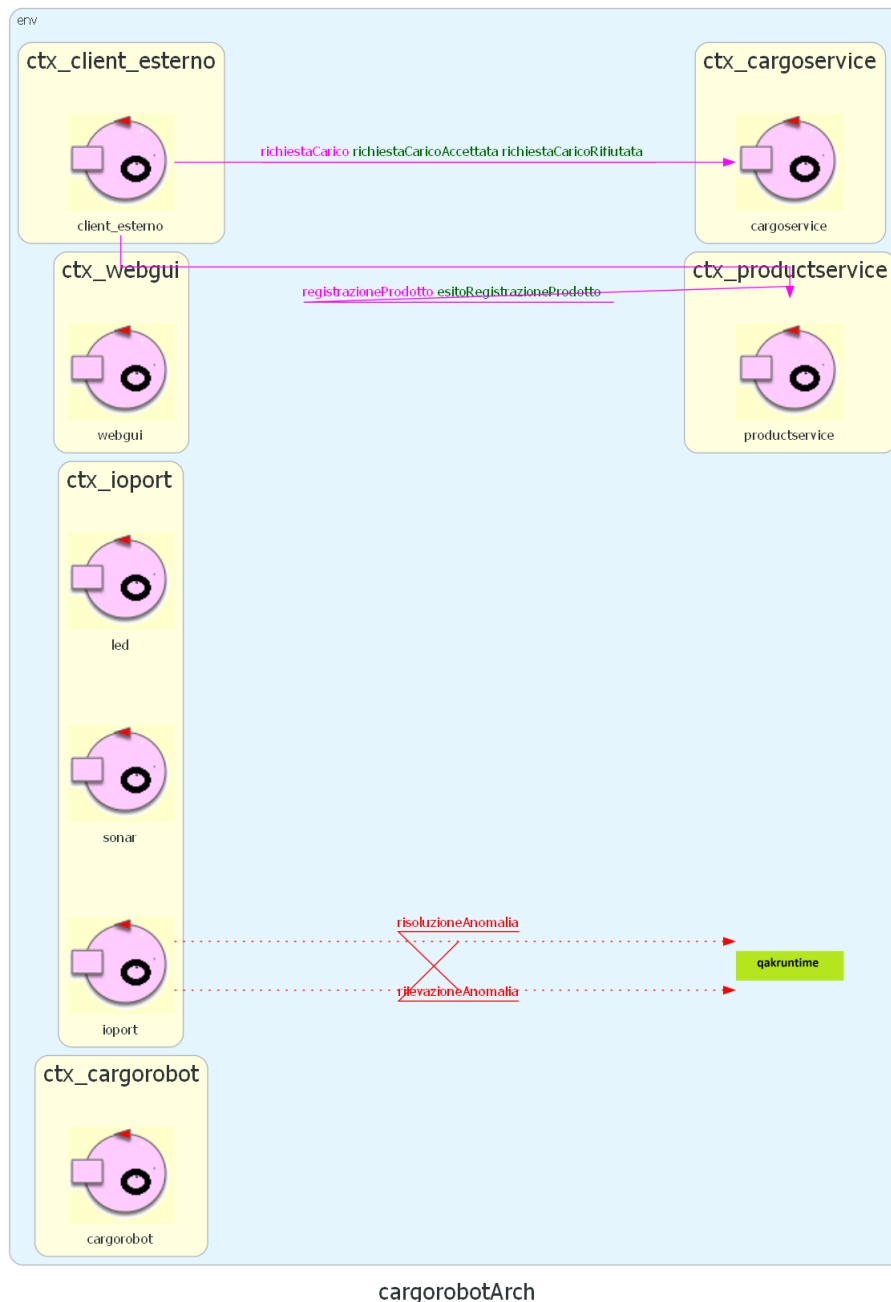 env
ctx_client_esterno
ctx_cargoservice
richiestaCarico richiestaCaricoAccettata richiestaCaricoRifiutata
client_esterno
cargoservice
ctx_webgui
ctx_productservice
registrazioneProdotto esitoRegistrazioneProdotto
webgui
productservice
ctx_ioport
led
sonar
risoluzioneAnomalia
qakruntime
rilevazioneAnomalia
ioport
ctx_cargorobot
cargorobot
cargorobotArch